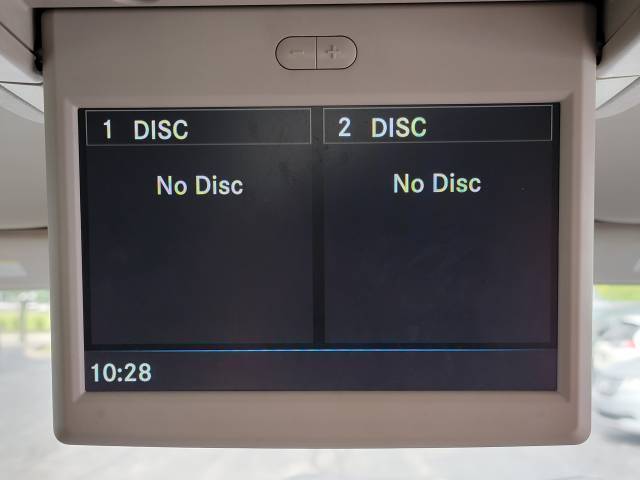 1 DISC
No Disc
2 DISC
No Disc
10:28